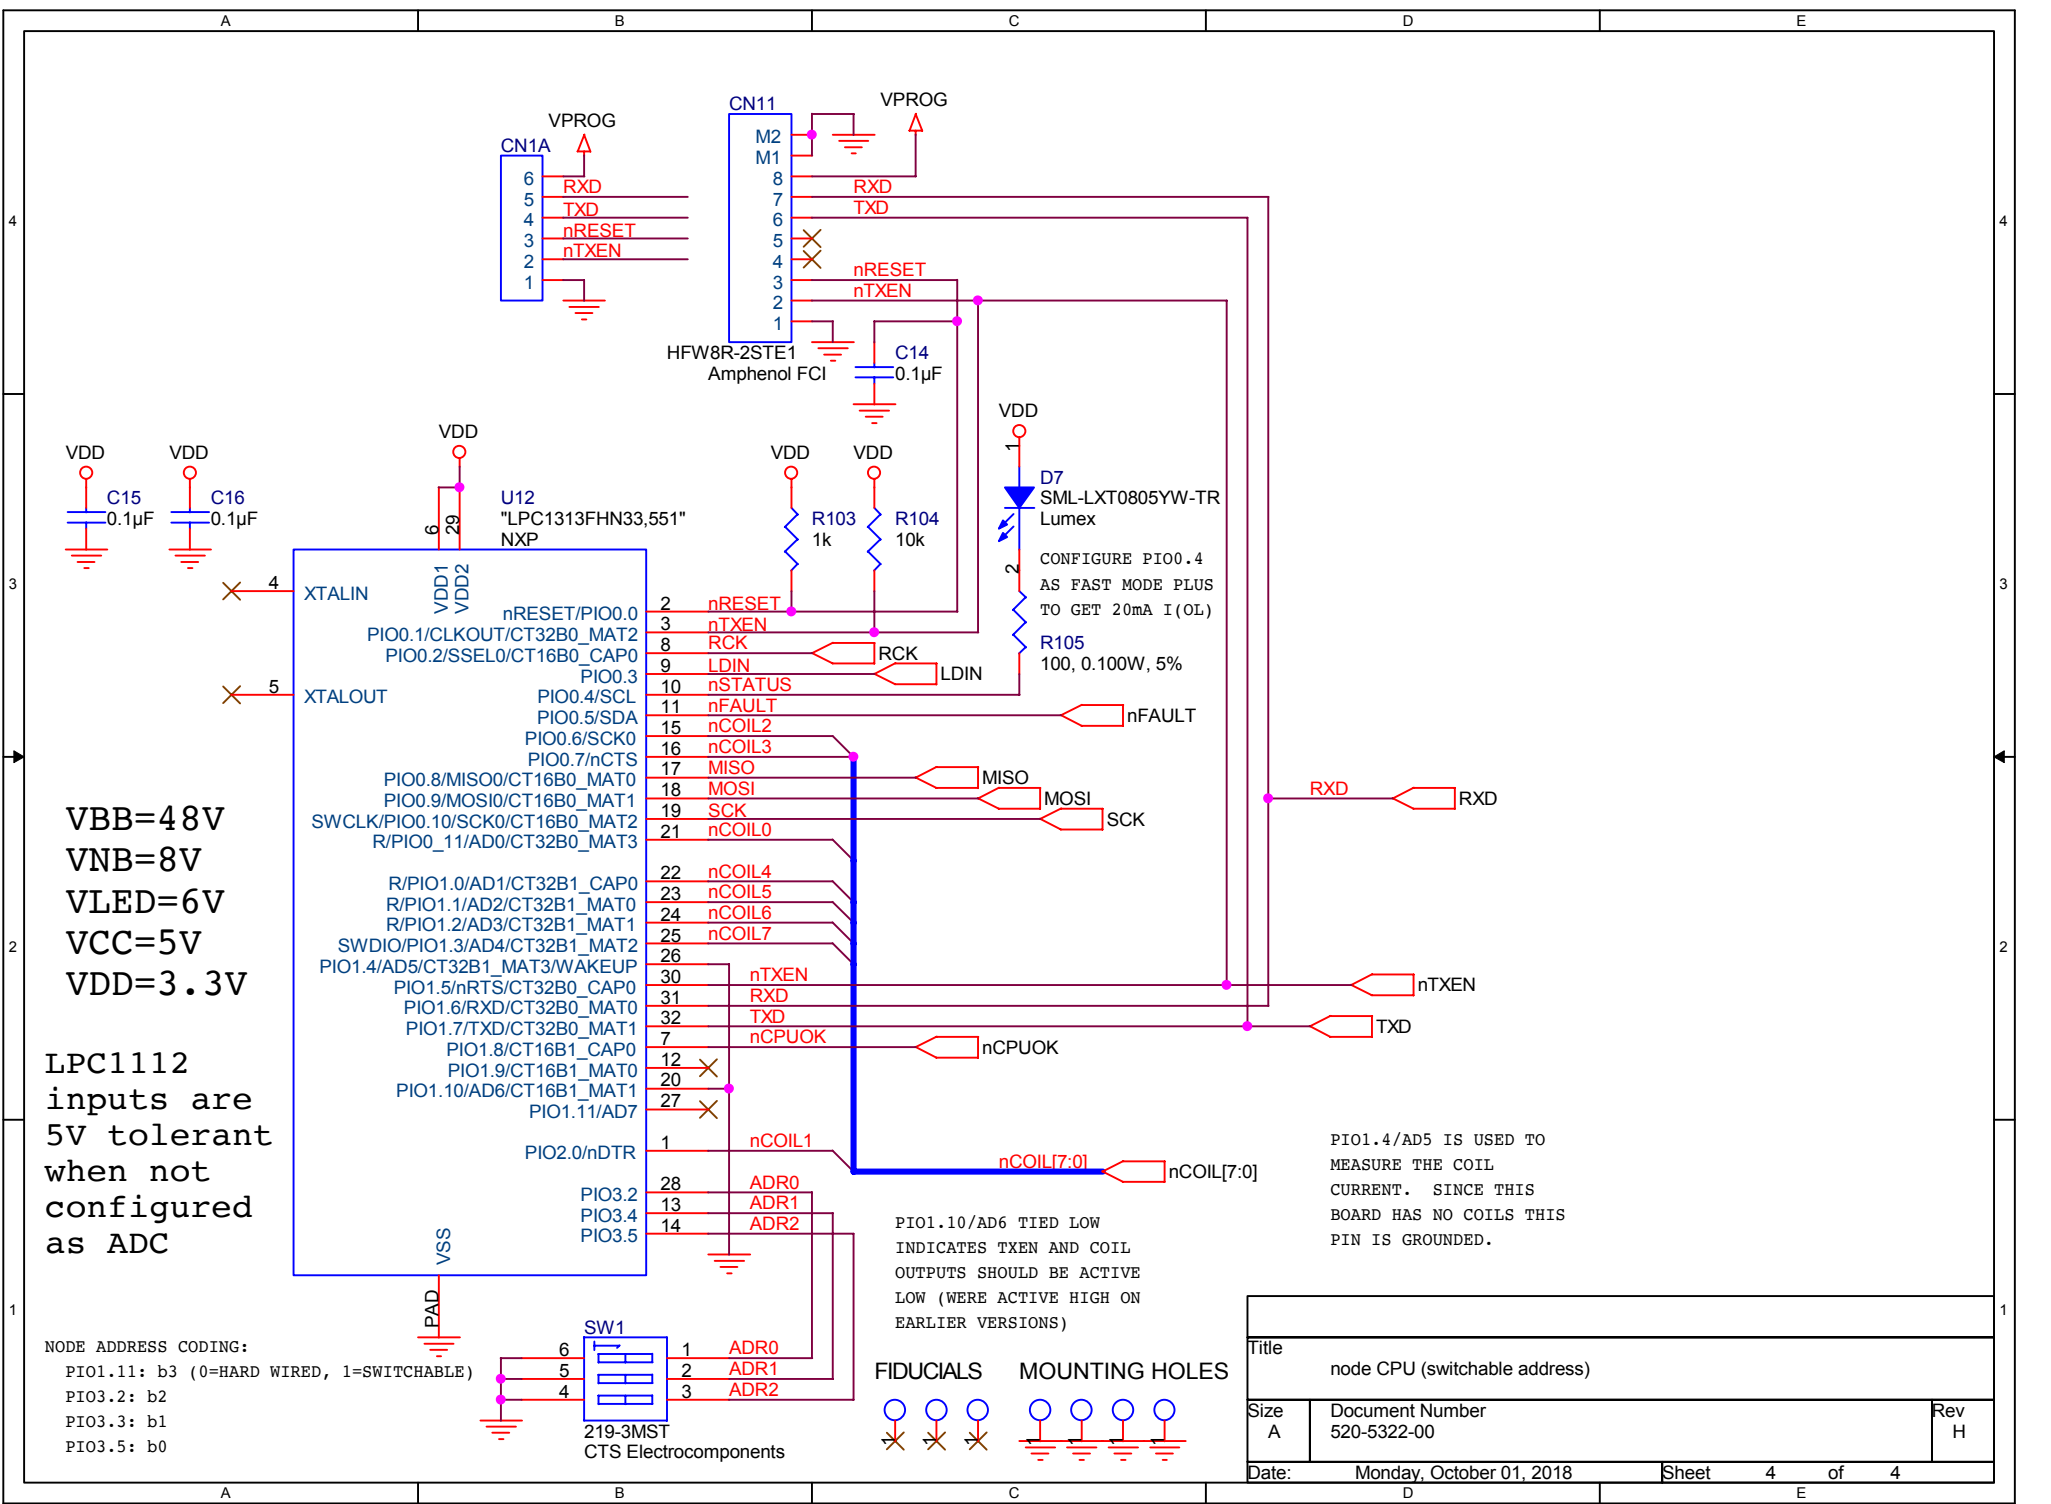 A B C D E
4 4
3 3
2 2
1 1
VPROG
CN1A
6 RXD
5 TXD
4 nRESET
3 nTXEN
2
1
CN11
VPROG
M2
M1
8
7 RXD
6 TXD
5
4
3 nRESET
2 nTXEN
1
HFW8R-2STE1
Amphenol FCI
C14
0.1µF
VDD
C15
0.1µF
VDD
C16
0.1µF
VDD
6
29
U12
"LPC1313FHN33,551"
NXP
VDD
R103
1k
VDD
R104
10k
VDD
1
D7
SML-LXT0805YW-TR
Lumex
2
CONFIGURE PIO0.4
AS FAST MODE PLUS
TO GET 20mA I(OL)
R105
100, 0.100W, 5%
4 XTALIN
5 XTALOUT
VDD1
VDD2
nRESET/PIO0.0 2 nRESET
PIO0.1/CLKOUT/CT32B0_MAT2 3 nTXEN
PIO0.2/SSEL0/CT16B0_CAP0 8 RCK RCK
PIO0.3 9 LDIN LDIN
PIO0.4/SCL 10 nSTATUS
PIO0.5/SDA 11 nFAULT nFAULT
PIO0.6/SCK0 15 nCOIL2
PIO0.7/nCTS 16 nCOIL3
PIO0.8/MISO0/CT16B0_MAT0 17 MISO MISO
PIO0.9/MOSI0/CT16B0_MAT1 18 MOSI MOSI
SWCLK/PIO0.10/SCK0/CT16B0_MAT2 19 SCK SCK
R/PIO0_11/AD0/CT32B0_MAT3 21 nCOIL0
R/PIO1.0/AD1/CT32B1_CAP0 22 nCOIL4
R/PIO1.1/AD2/CT32B1_MAT0 23 nCOIL5
R/PIO1.2/AD3/CT32B1_MAT1 24 nCOIL6
SWDIO/PIO1.3/AD4/CT32B1_MAT2 25 nCOIL7
PIO1.4/AD5/CT32B1_MAT3/WAKEUP 26
PIO1.5/nRTS/CT32B0_CAP0 30 nTXEN nTXEN
PIO1.6/RXD/CT32B0_MAT0 31 RXD
PIO1.7/TXD/CT32B0_MAT1 32 TXD TXD
PIO1.8/CT16B1_CAP0 7 nCPUOK nCPUOK
PIO1.9/CT16B1_MAT0 12
PIO1.10/AD6/CT16B1_MAT1 20
PIO1.11/AD7 27
PIO2.0/nDTR 1 nCOIL1
PIO3.2 28 ADR0
PIO3.4 13 ADR1
PIO3.5 14 ADR2
VSS
PAD
RXD RXD
nCOIL[7:0] nCOIL[7:0]
VBB=48V
VNB=8V
VLED=6V
VCC=5V
VDD=3.3V
LPC1112
inputs are
5V tolerant
when not
configured
as ADC
PIO1.4/AD5 IS USED TO
MEASURE THE COIL
CURRENT. SINCE THIS
BOARD HAS NO COILS THIS
PIN IS GROUNDED.
PIO1.10/AD6 TIED LOW
INDICATES TXEN AND COIL
OUTPUTS SHOULD BE ACTIVE
LOW (WERE ACTIVE HIGH ON
EARLIER VERSIONS)
NODE ADDRESS CODING:
PIO1.11: b3 (0=HARD WIRED, 1=SWITCHABLE)
PIO3.2: b2
PIO3.3: b1
PIO3.5: b0
SW1
6 1 ADR0
5 2 ADR1
4 3 ADR2
219-3MST
CTS Electrocomponents
FIDUCIALS
1 1 1
MOUNTING HOLES
1 1 1 1
Title
node CPU (switchable address)
Size Document Number Rev
A 520-5322-00 H
Date: Monday, October 01, 2018 Sheet 4 of 4
A B C D E